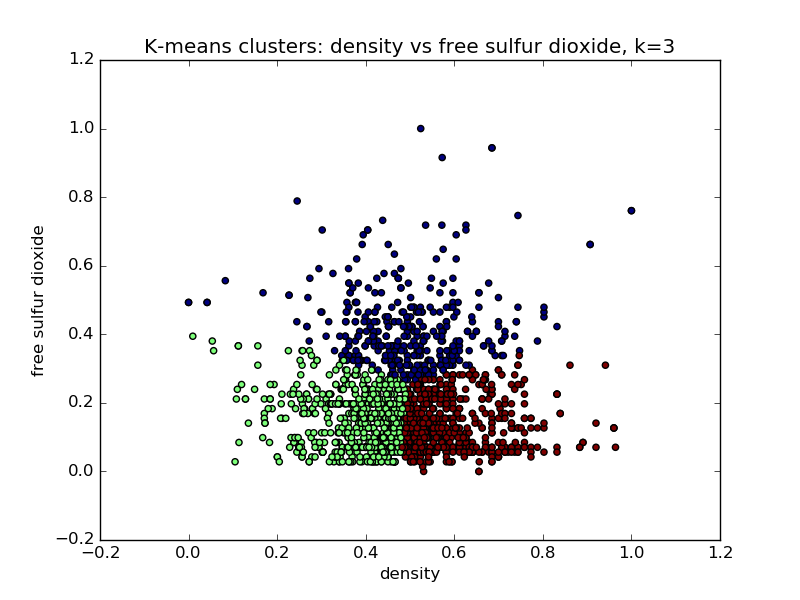 K-means clusters: density vs free sulfur dioxide, k=3
1.2
1.0
0.8
0.6
0.4
0.2
0.0
−0.2
free sulfur dioxide
−0.2 0.0 0.2 0.4 0.6 0.8 1.0 1.2
density